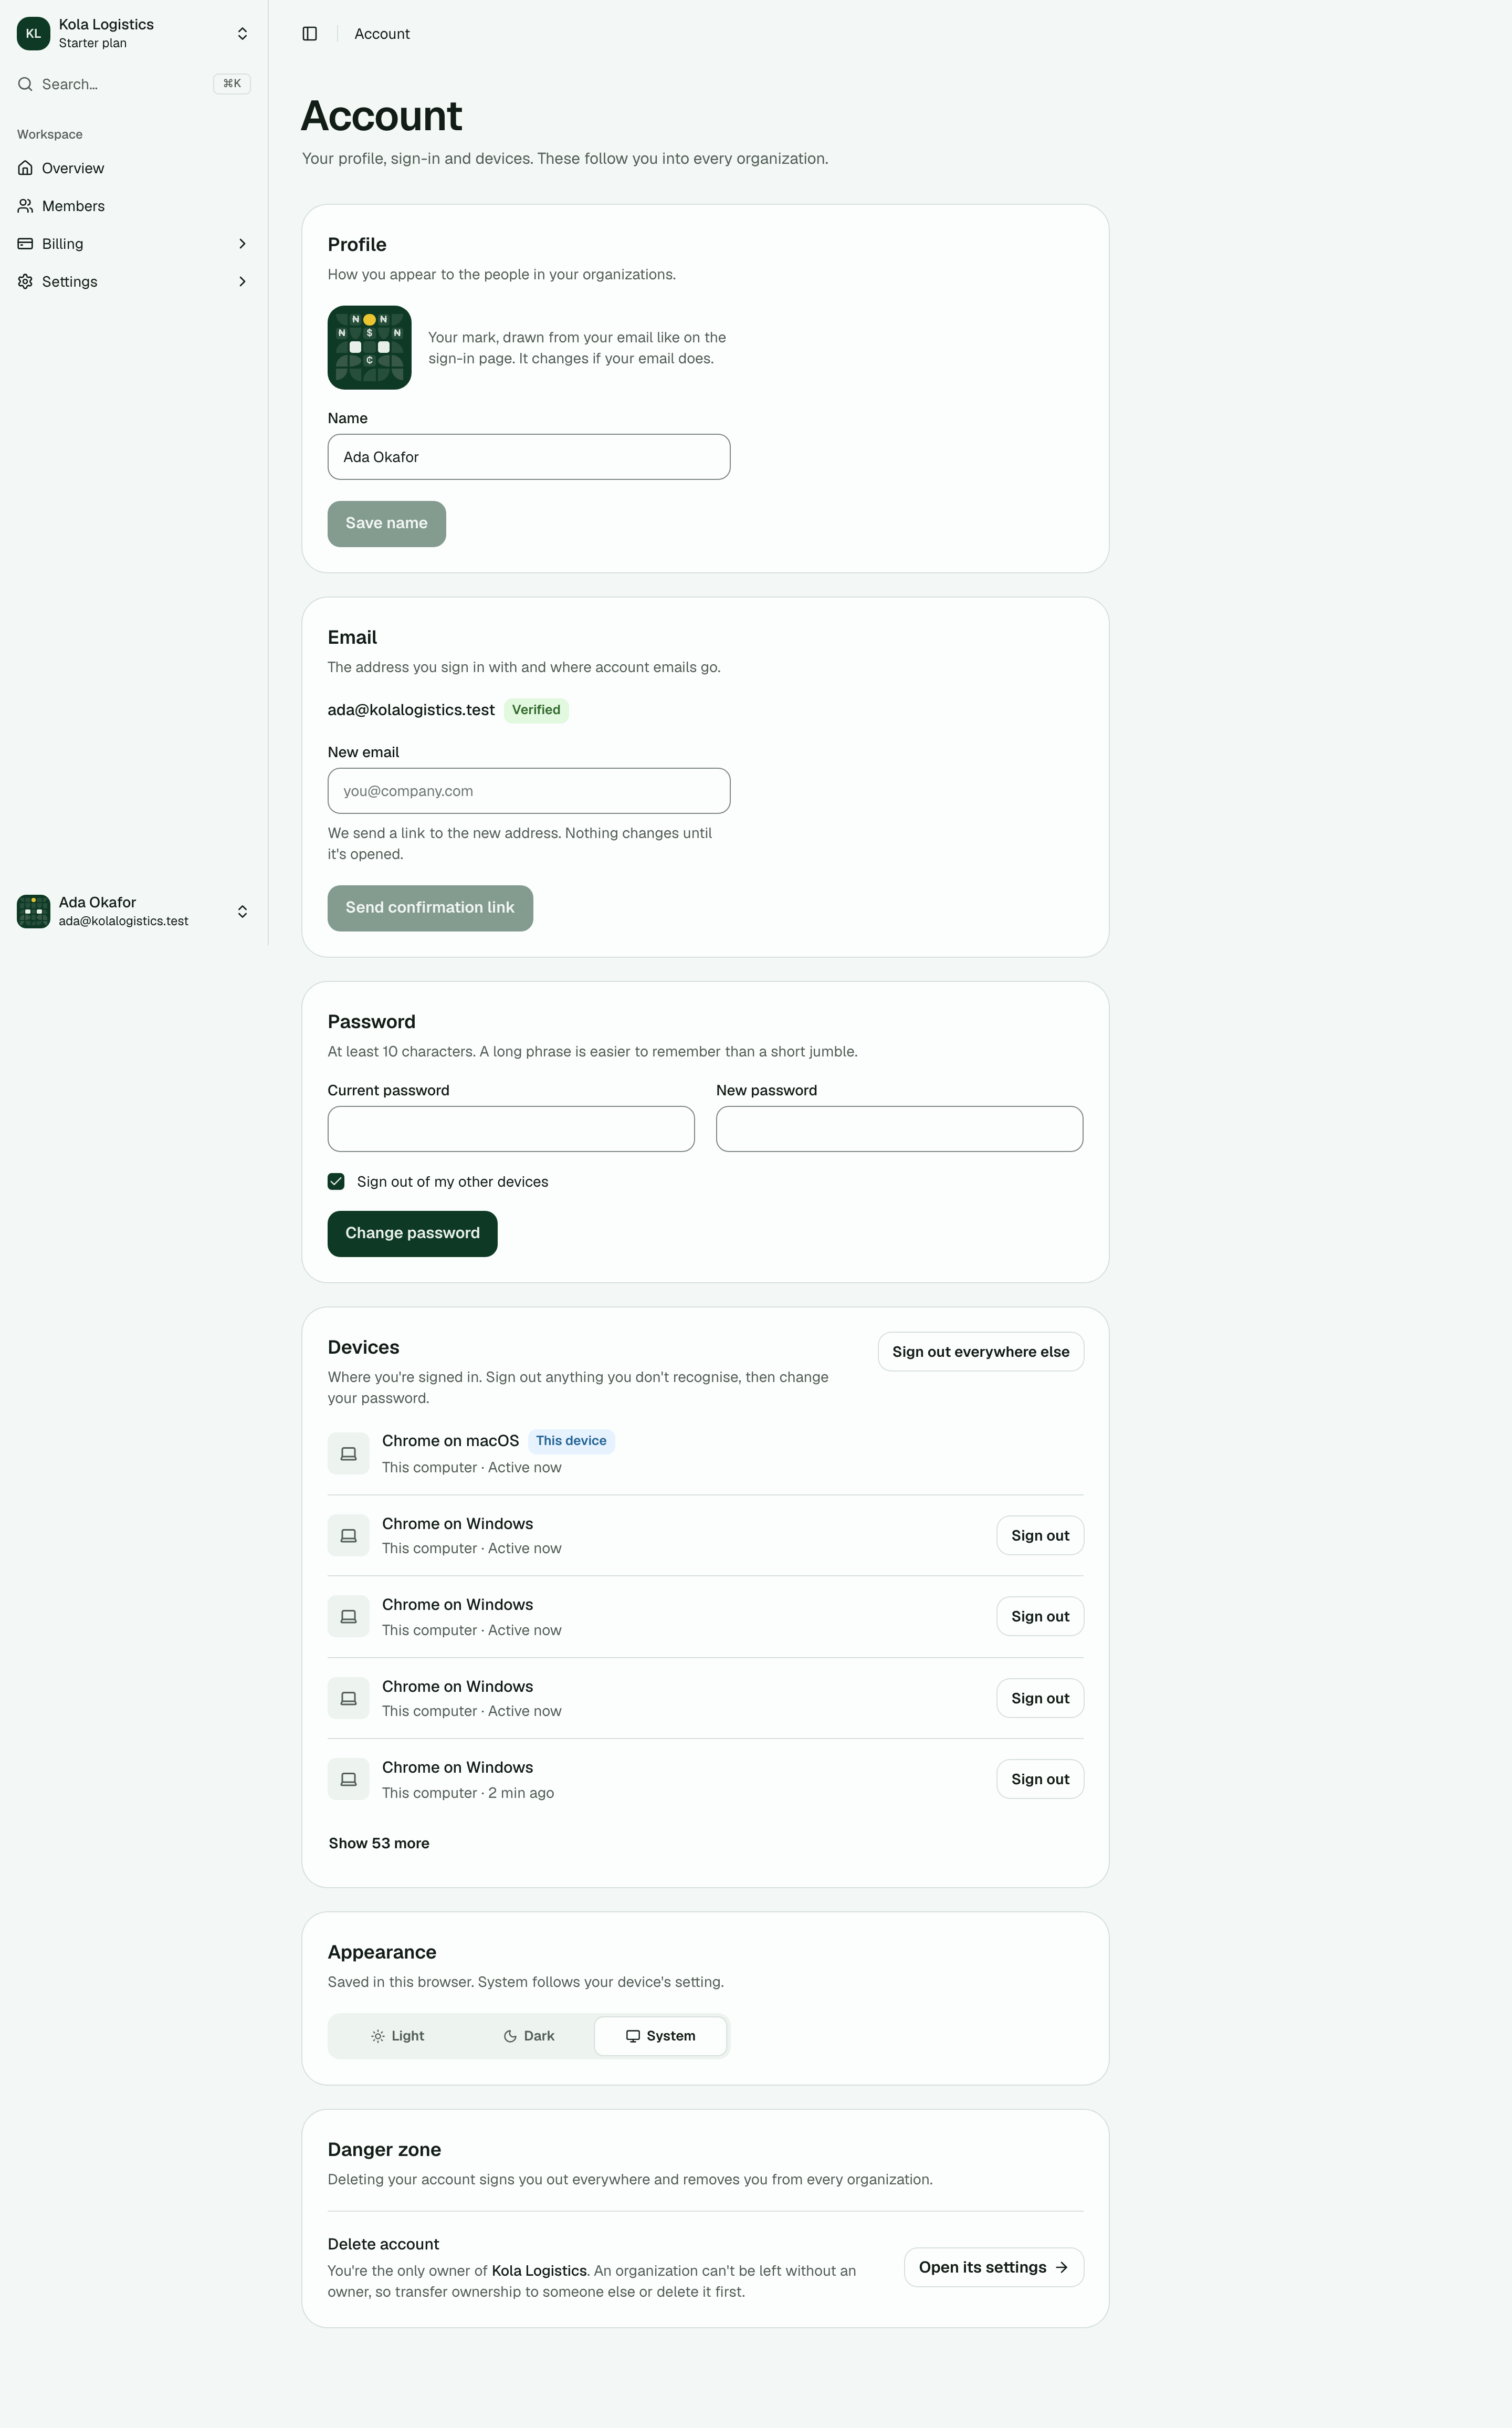 KL
Kola Logistics
Starter plan
Search...
⌘K
Workspace
Overview
Members
Billing
Settings
Ada Okafor
ada@kolalogistics.test
Account
Account
Your profile, sign-in and devices. These follow you into every organization.
Profile
How you appear to the people in your organizations.
N N
N $ N
₵
Your mark, drawn from your email like on the
sign-in page. It changes if your email does.
Name
Ada Okafor
Save name
Email
The address you sign in with and where account emails go.
ada@kolalogistics.test Verified
New email
you@company.com
We send a link to the new address. Nothing changes until
it's opened.
Send confirmation link
Password
At least 10 characters. A long phrase is easier to remember than a short jumble.
Current password
New password
Sign out of my other devices
Change password
Devices
Sign out everywhere else
Where you're signed in. Sign out anything you don't recognise, then change
your password.
Chrome on macOS This device
This computer · Active now
Chrome on Windows
This computer · Active now
Sign out
Chrome on Windows
This computer · Active now
Sign out
Chrome on Windows
This computer · Active now
Sign out
Chrome on Windows
This computer · 2 min ago
Sign out
Show 53 more
Appearance
Saved in this browser. System follows your device's setting.
Light
Dark
System
Danger zone
Deleting your account signs you out everywhere and removes you from every organization.
Delete account
You're the only owner of Kola Logistics. An organization can't be left without an
owner, so transfer ownership to someone else or delete it first.
Open its settings →